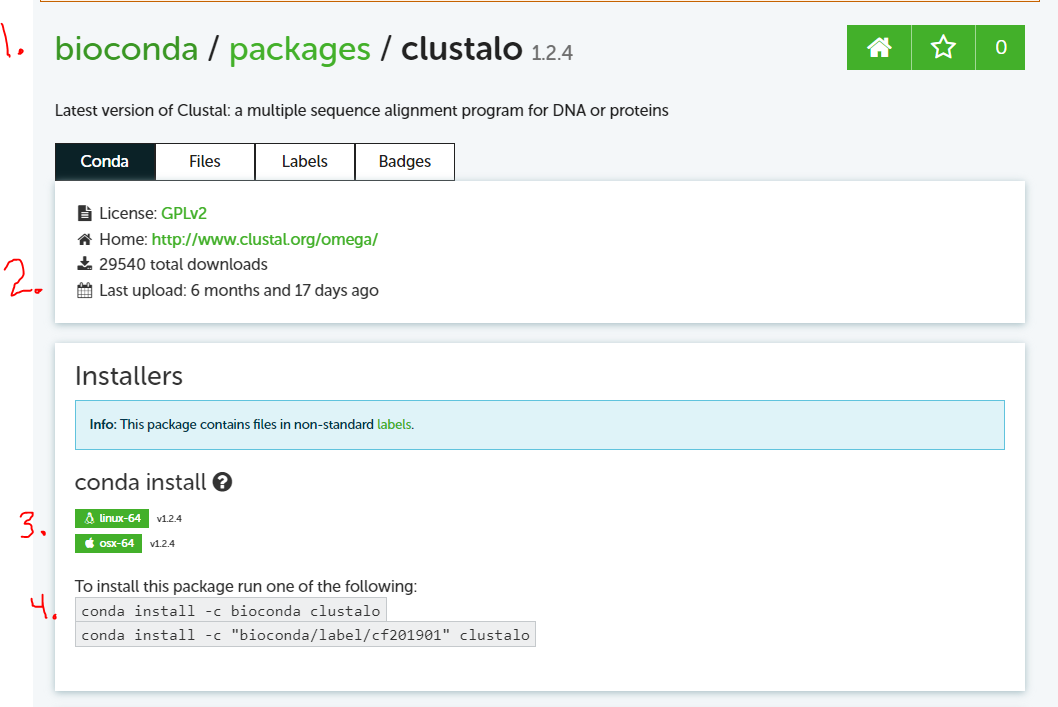 1.
bioconda / packages / clustalo 1.2.4
0
Latest version of Clustal: a multiple sequence alignment program for DNA or proteins
Conda Files Labels Badges
License: GPLv2
Home: http://www.clustal.org/omega/
29540 total downloads
2.
Last upload: 6 months and 17 days ago
Installers
Info: This package contains files in non-standard labels.
conda install ?
linux-64 v1.2.4
3.
osx-64 v1.2.4
To install this package run one of the following:
4.
conda install -c bioconda clustalo
conda install -c "bioconda/label/cf201901" clustalo